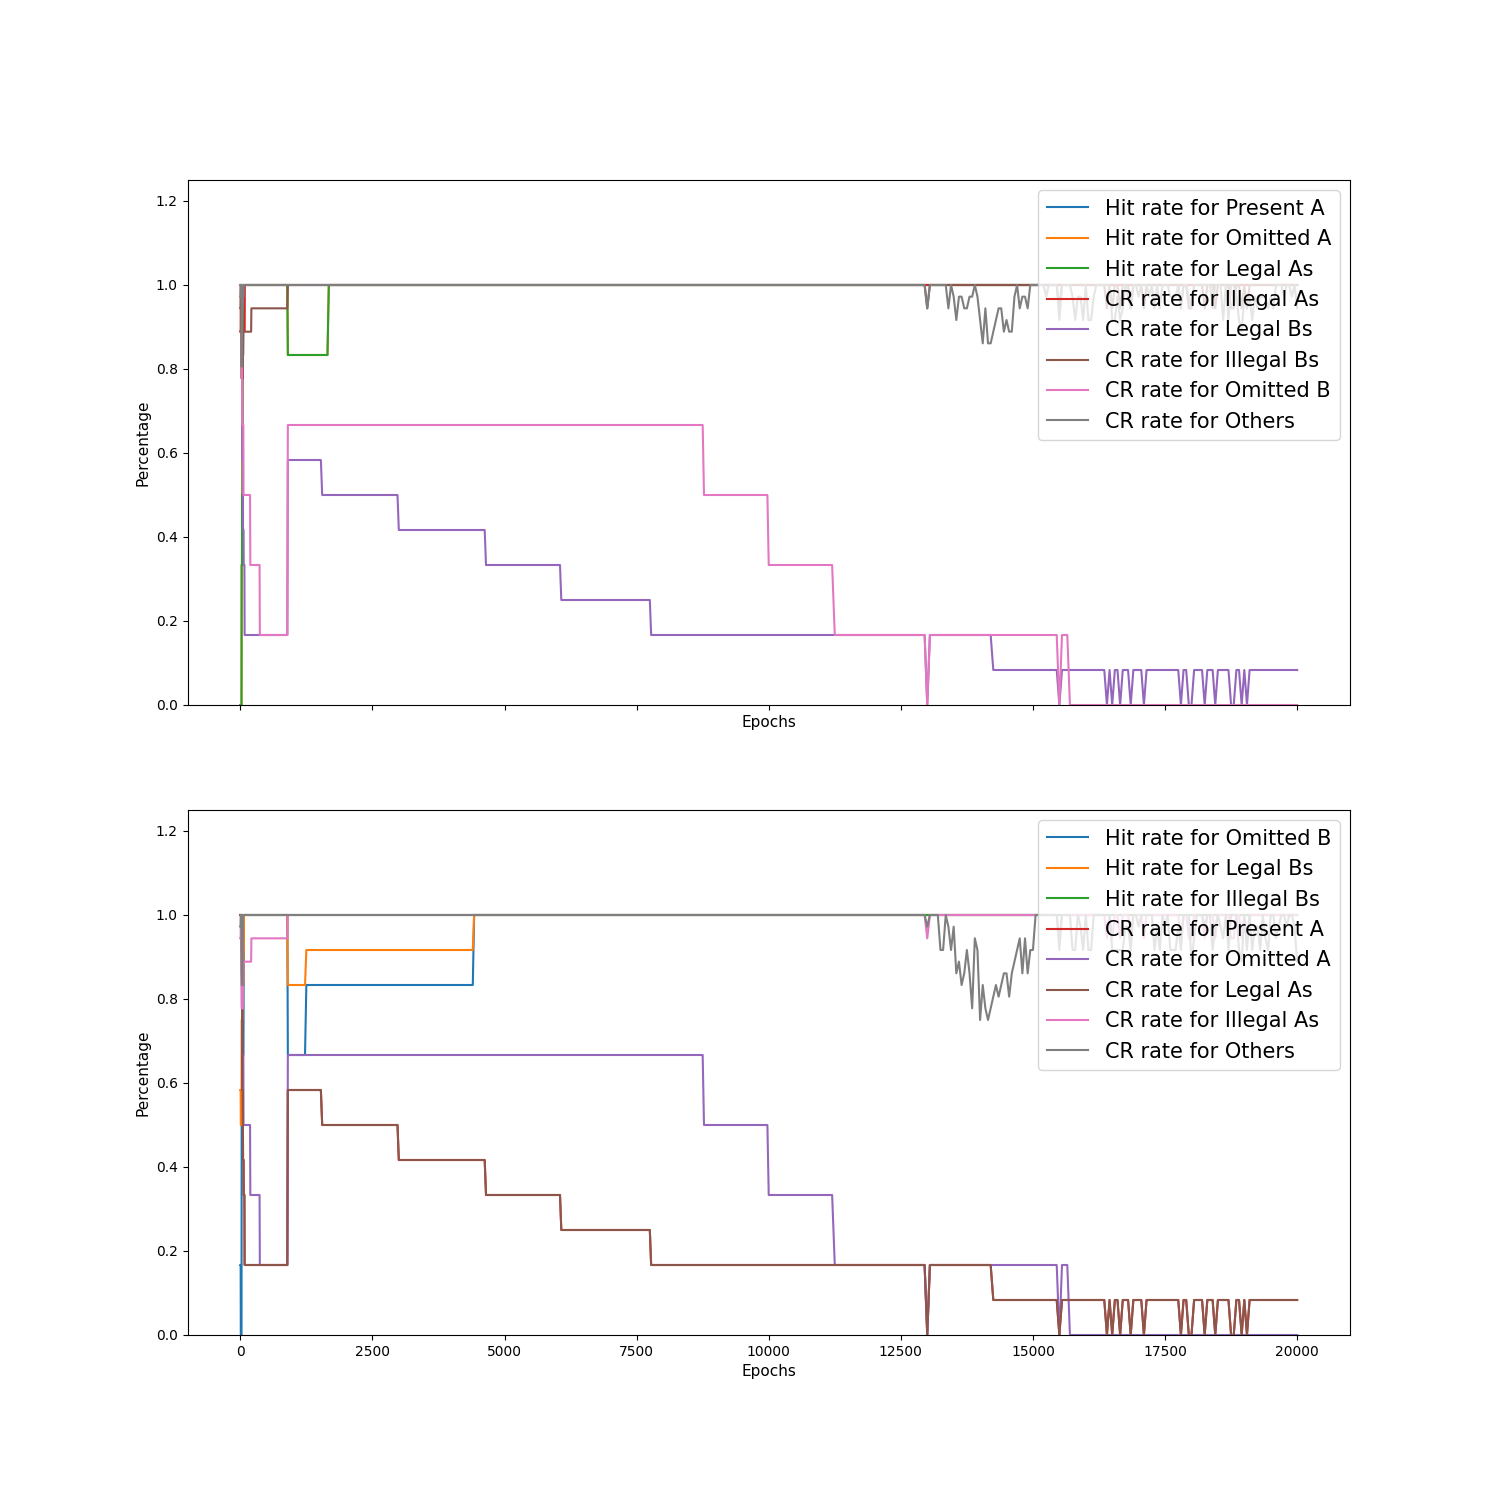 1.2
1.0
0.8
0.6
0.4
0.2
0.0
Percentage
Epochs
Hit rate for Present A
Hit rate for Omitted A
Hit rate for Legal As
CR rate for Illegal As
CR rate for Legal Bs
CR rate for Illegal Bs
CR rate for Omitted B
CR rate for Others
1.2
1.0
0.8
0.6
0.4
0.2
0.0
Percentage
Hit rate for Omitted B
Hit rate for Legal Bs
Hit rate for Illegal Bs
CR rate for Present A
CR rate for Omitted A
CR rate for Legal As
CR rate for Illegal As
CR rate for Others
0 2500 5000 7500 10000 12500 15000 17500 20000
Epochs